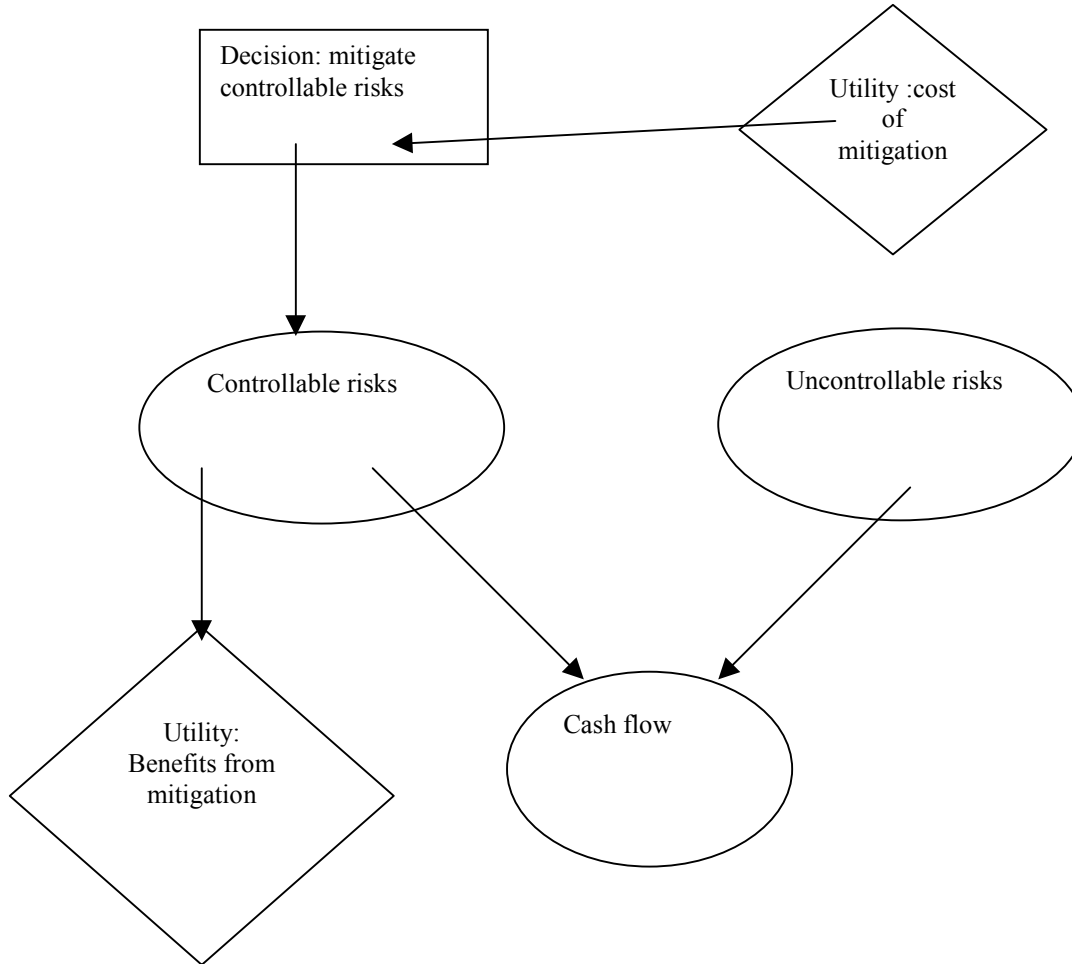 Decision: mitigate
controllable risks
Utility :cost
of
mitigation
Controllable risks
Uncontrollable risks
Utility:
Benefits from
mitigation
Cash flow